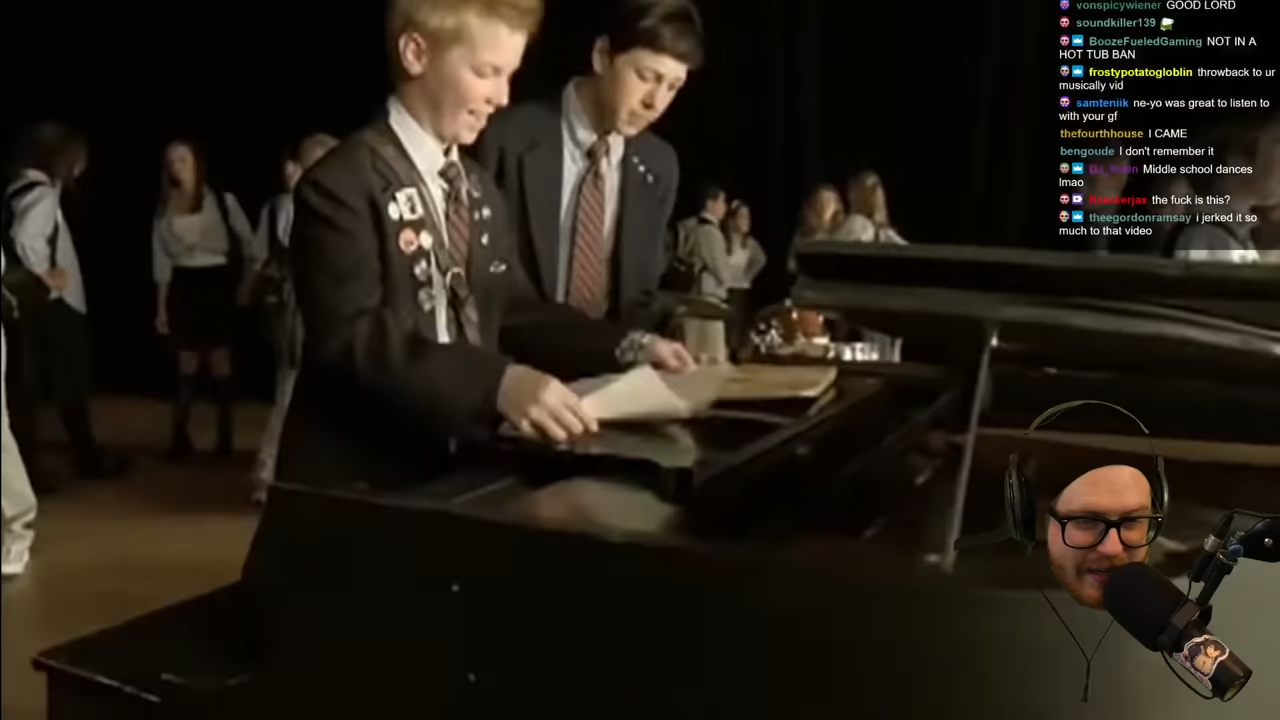 vonspicywiener GOOD LORD
soundkiller139
BoozeFueledGaming NOT IN A
HOT TUB BAN
frostypotatogloblin throwback to ur
musically vid
samteniik ne-yo was great to listen to
with your gf
thefourthhouse I CAME
bengoude I don't remember it
Middle school dances
lmao
Kreckerjax the fuck is this?
theegordonramsay i jerked it so
much to that video